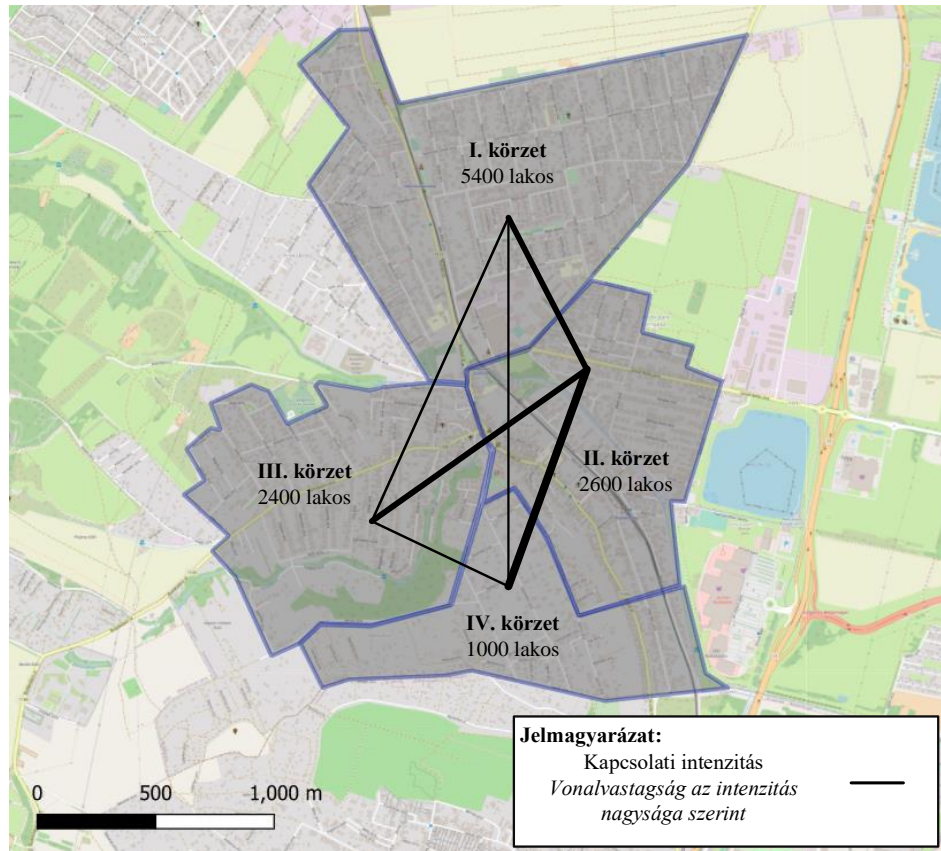 I. körzet
5400 lakos
II. körzet
2600 lakos
III. körzet
2400 lakos
IV. körzet
1000 lakos
Jelmagyarázat:
Kapcsolati intenzitás
Vonalvastagság az intenzitás
nagysága szerint
0 500 1,000 m